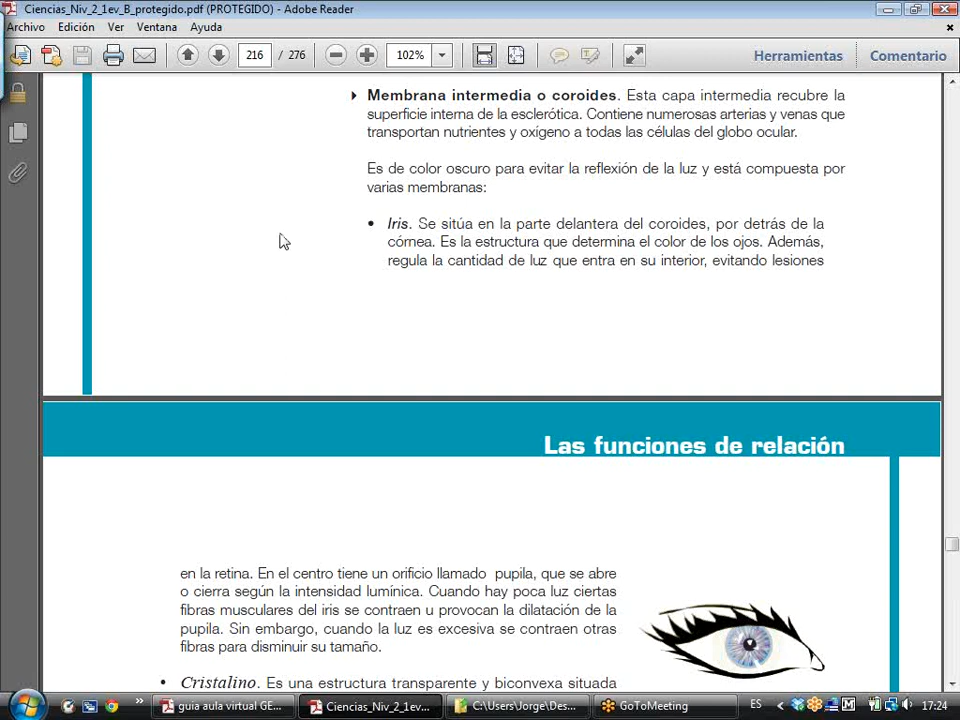 Ciencias_Niv_2_1ev_B_protegido.pdf (PROTEGIDO) - Adobe Reader
Archivo Edición Ver Ventana Ayuda
216 / 276 102% Herramientas Comentario
Membrana intermedia o coroides. Esta capa intermedia recubre la
superficie interna de la esclerótica. Contiene numerosas arterias y venas que
transportan nutrientes y oxígeno a todas las células del globo ocular.
Es de color oscuro para evitar la reflexión de la luz y está compuesta por
varias membranas:
• Iris. Se sitúa en la parte delantera del coroides, por detrás de la
córnea. Es la estructura que determina el color de los ojos. Además,
regula la cantidad de luz que entra en su interior, evitando lesiones
Las funciones de relación
en la retina. En el centro tiene un orificio llamado pupila, que se abre
o cierra según la intensidad lumínica. Cuando hay poca luz ciertas
fibras musculares del iris se contraen u provocan la dilatación de la
pupila. Sin embargo, cuando la luz es excesiva se contraen otras
fibras para disminuir su tamaño.
• Cristalino. Es una estructura transparente y biconvexa situada
guia aula virtual GE... Ciencias_Niv_2_1ev... C:\Users\Jorge\Des... GoToMeeting ES 17:24